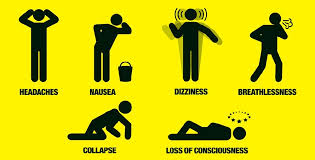 HEADACHES
NAUSEA
DIZZINESS
BREATHLESSNESS
COLLAPSE
LOSS OF CONSCIOUSNESS